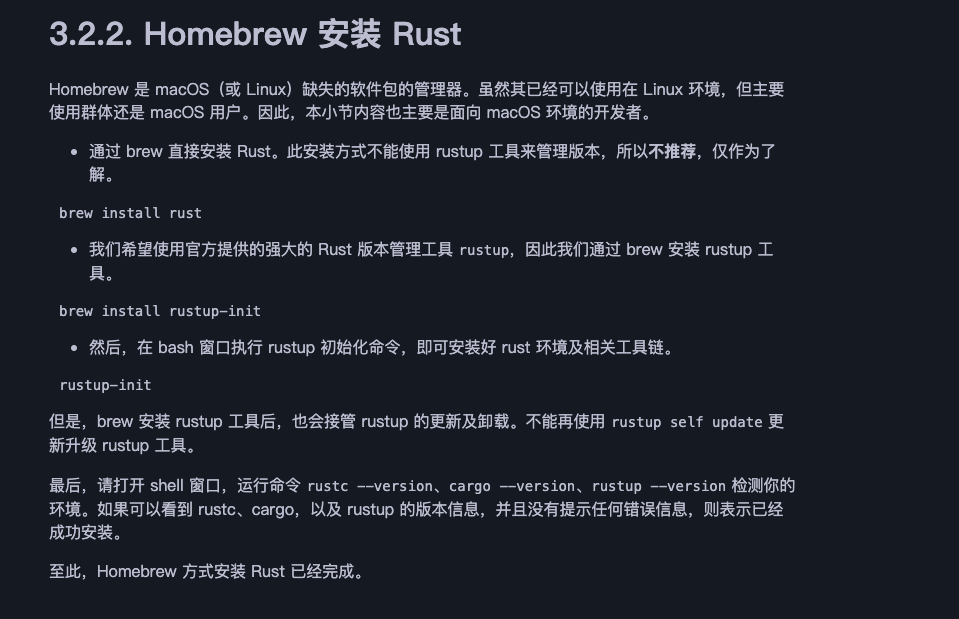 3.2.2. Homebrew 安装 Rust
Homebrew 是 macOS（或 Linux）缺失的软件包的管理器。虽然其已经可以使用在 Linux 环境，但主要
使用群体还是 macOS 用户。因此，本小节内容也主要是面向 macOS 环境的开发者。
• 通过 brew 直接安装 Rust。此安装方式不能使用 rustup 工具来管理版本，所以不推荐，仅作为了
解。
brew install rust
• 我们希望使用官方提供的强大的 Rust 版本管理工具 rustup，因此我们通过 brew 安装 rustup 工
具。
brew install rustup-init
• 然后，在 bash 窗口执行 rustup 初始化命令，即可安装好 rust 环境及相关工具链。
rustup-init
但是，brew 安装 rustup 工具后，也会接管 rustup 的更新及卸载。不能再使用 rustup self update 更
新升级 rustup 工具。
最后，请打开 shell 窗口，运行命令 rustc --version、cargo --version、rustup --version 检测你的
环境。如果可以看到 rustc、cargo，以及 rustup 的版本信息，并且没有提示任何错误信息，则表示已经
成功安装。
至此，Homebrew 方式安装 Rust 已经完成。